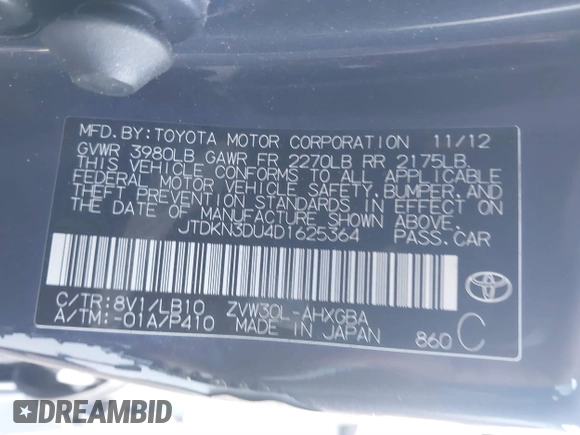 MFD.BY:TOYOTA MOTOR CORPORATION 11/12
GVWR 3980LB GAWR FR 2270LB RR 2175LB
THIS VEHICLE CONFORMS TO ALL APPLICABLE
FEDERAL MOTOR VEHICLE SAFETY,BUMPER,AND
THEFT PREVENTION STANDARDS IN EFFECT ON
THE DATE OF MANUFACTURE SHOWN ABOVE.
JTDKN3DU4D1625364 PASS.CAR
C/TR:8V1/LB10 ZVW30L-AHXGBA
A/TM:-01A/P410 MADE IN JAPAN 860 C
TOYOTA
DREAMBID